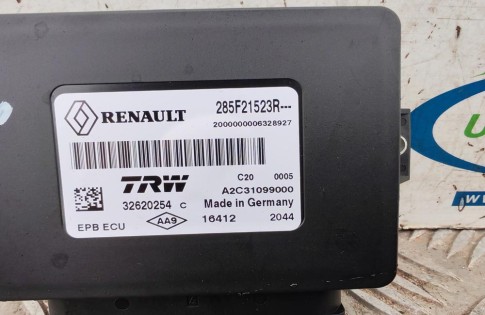 RENAULT 285F21523R---
2000000006328927
C20 0005
TRW A2C31099000
32620254 C Made in Germany
EPB ECU AA9 16412 2044